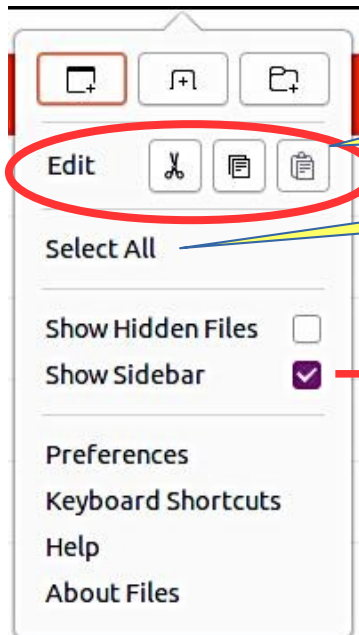 Edit
Select All
Show Hidden Files
Show Sidebar
Preferences
Keyboard Shortcuts
Help
About Files